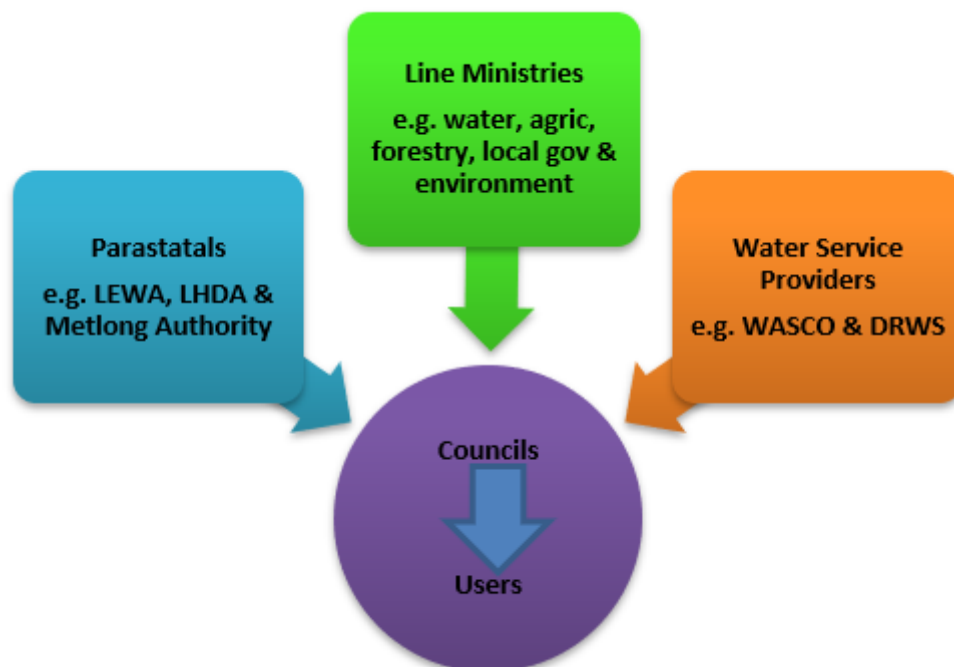 Line Ministries
e.g. water, agric,
forestry, local gov &
environment
Parastatals
e.g. LEWA, LHDA &
Metlong Authority
Water Service
Providers
e.g. WASCO & DRWS
Councils
Users